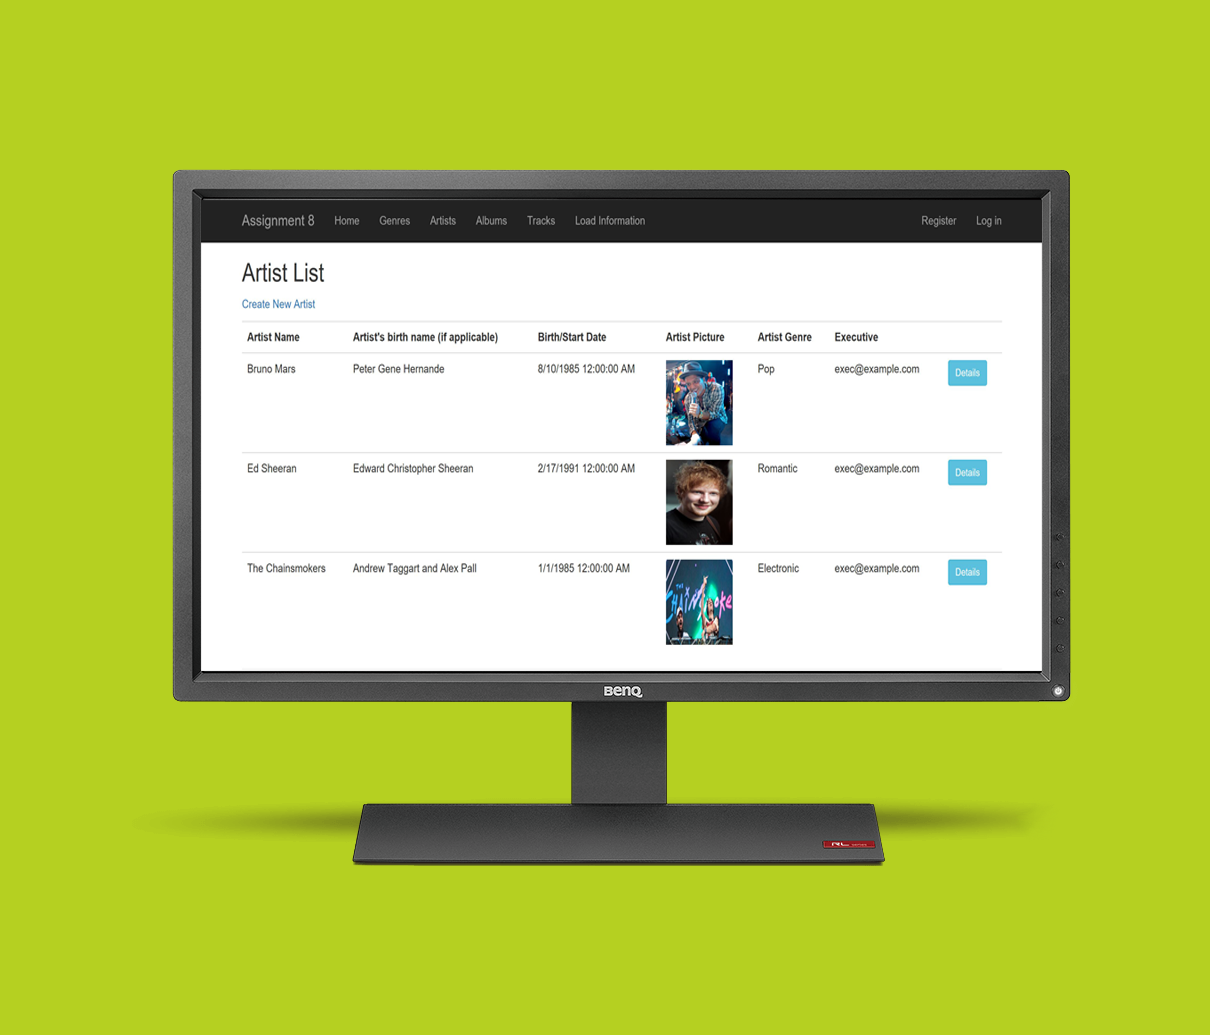 Assignment 8 Home Genres Artists Albums Tracks Load Information Register Log in
Artist List
Create New Artist
Artist Name Artist's birth name (if applicable) Birth/Start Date Artist Picture Artist Genre Executive
Bruno Mars Peter Gene Hernande 8/10/1985 12:00:00 AM Pop exec@example.com Details
Ed Sheeran Edward Christopher Sheeran 2/17/1991 12:00:00 AM Romantic exec@example.com Details
The Chainsmokers Andrew Taggart and Alex Pall 1/1/1985 12:00:00 AM Electronic exec@example.com Details
THE
BenQ
RL